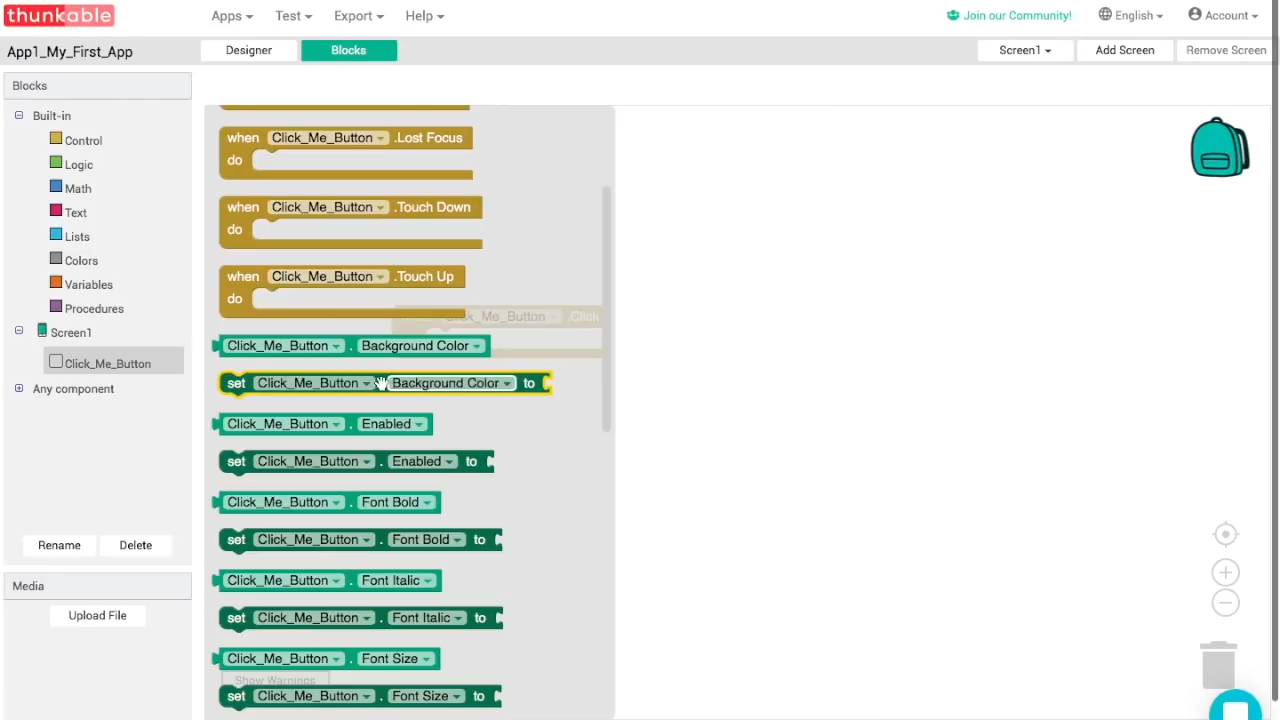 thunkable
Apps Test Export Help
Join our Community! English Account
App1_My_First_App
Designer Blocks
Screen1 Add Screen Remove Screen
Blocks
Built-in
Control
Logic
Math
Text
Lists
Colors
Variables
Procedures
Screen1
Click_Me_Button
Any component
Rename Delete
Media
Upload File
when Click_Me_Button .Lost Focus
do
when Click_Me_Button .Touch Down
do
when Click_Me_Button .Touch Up
do
Click_Me_Button .Click
Click_Me_Button . Background Color
set Click_Me_Button . Background Color to
Click_Me_Button . Enabled
set Click_Me_Button . Enabled to
Click_Me_Button . Font Bold
set Click_Me_Button . Font Bold to
Click_Me_Button . Font Italic
set Click_Me_Button . Font Italic to
Click_Me_Button . Font Size
Show Warnings
set Click_Me_Button . Font Size to